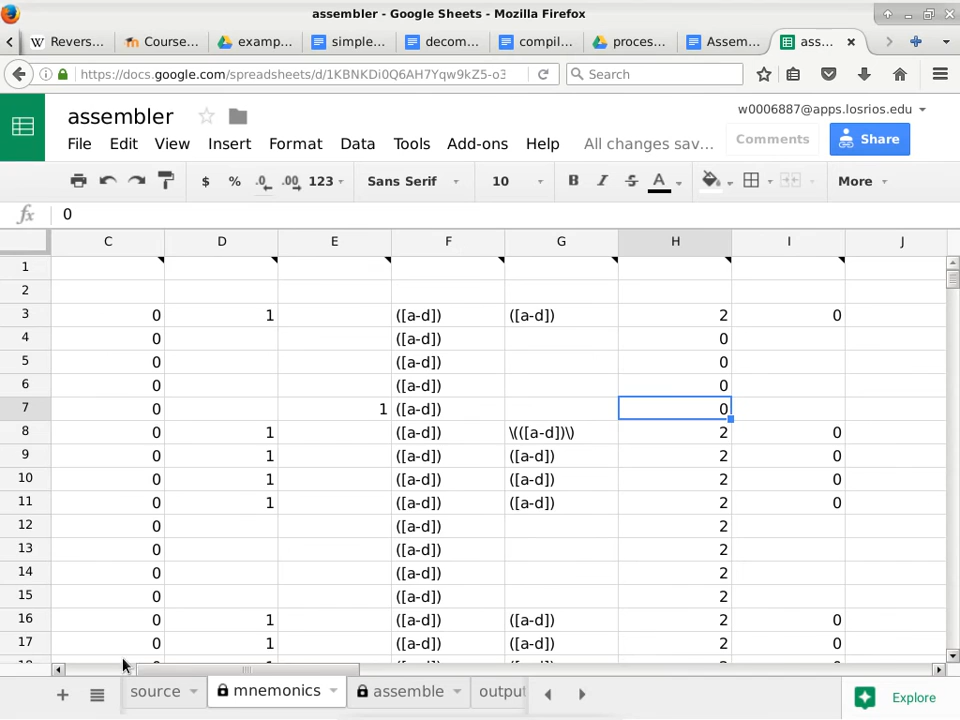 assembler - Google Sheets - Mozilla Firefox
W Revers... Course... examp... simple... decom... compil... proces... Assem... ass...
https://docs.google.com/spreadsheets/d/1KBNKDi0Q6AH7Yqw9kZ5-o3 Search
assembler w0006887@apps.losrios.edu
File Edit View Insert Format Data Tools Add-ons Help All changes sav... Comments Share
$ % .0 .00 123 Sans Serif 10 B I S A More
fx 0
C D E F G H I J
1
2
3 0 1 ([a-d]) ([a-d]) 2 0
4 0 ([a-d]) 0
5 0 ([a-d]) 0
6 0 ([a-d]) 0
7 0 1 ([a-d]) 0
8 0 1 ([a-d]) \(([a-d])\) 2 0
9 0 1 ([a-d]) ([a-d]) 2 0
10 0 1 ([a-d]) ([a-d]) 2 0
11 0 1 ([a-d]) ([a-d]) 2 0
12 0 ([a-d]) 2
13 0 ([a-d]) 2
14 0 ([a-d]) 2
15 0 ([a-d]) 2
16 0 1 ([a-d]) ([a-d]) 2 0
17 0 1 ([a-d]) ([a-d]) 2 0
source mnemonics assemble output Explore